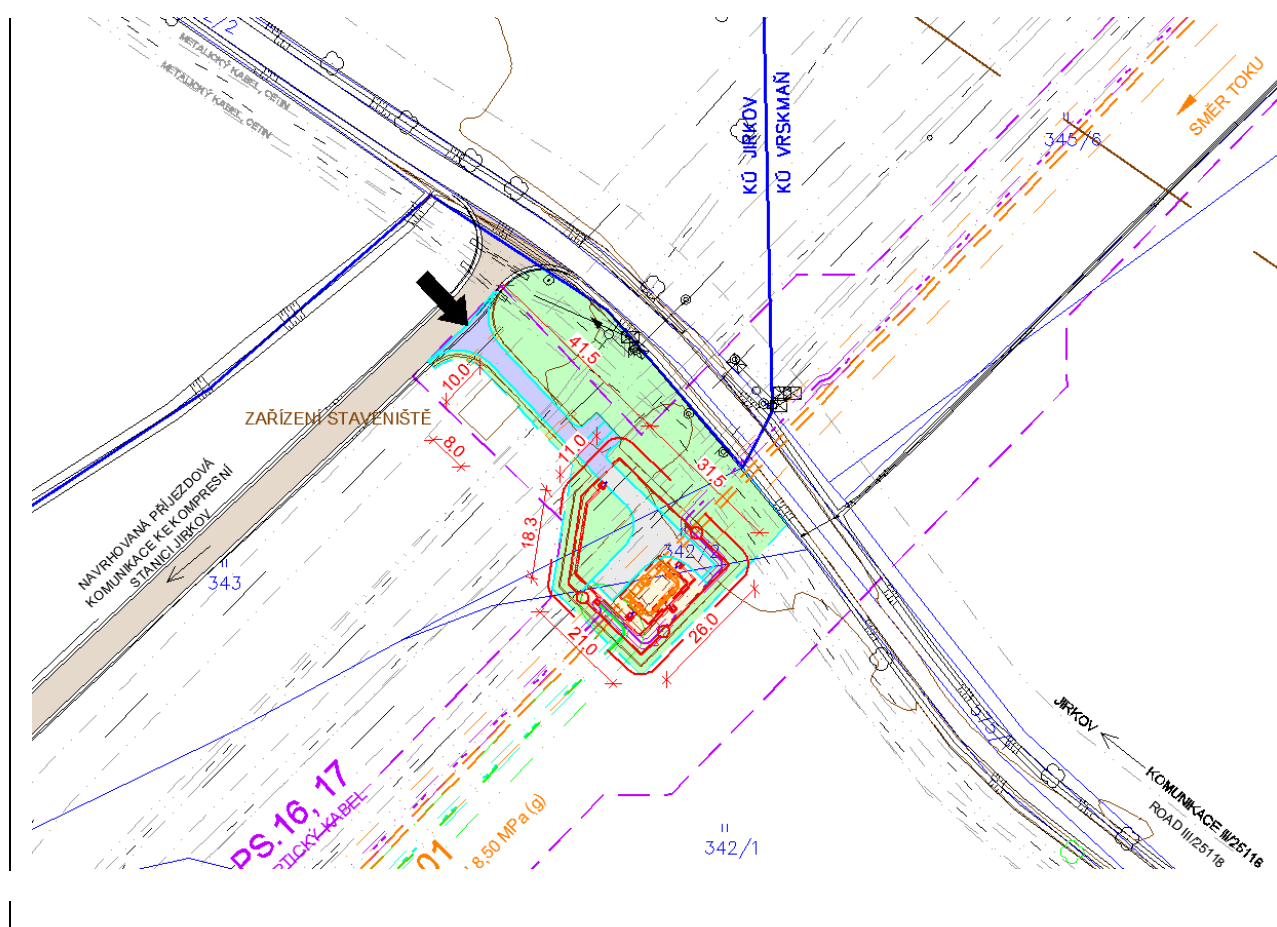 METALICKÝ KABEL, CETIN
METALICKÝ KABEL, CETIN
KÚ JIRKOV
KÚ VRSKMAŇ
345/6
SMĚR TOKU
41,5
10.0
ZAŘÍZENÍ STAVENIŠTĚ
8.0
11.0
31,5
18.3
342/2
NAVRHOVANÁ PŘÍJEZDOVÁ
KOMUNIKACE KE KOMPRESNÍ
STANICI JIRKOV
343
21,0
26.0
JIRKOV
KOMUNIKACE III/25118
ROAD III/25118
PS.16, 17
KABEL
01
8,50 MPa (g)
342/1